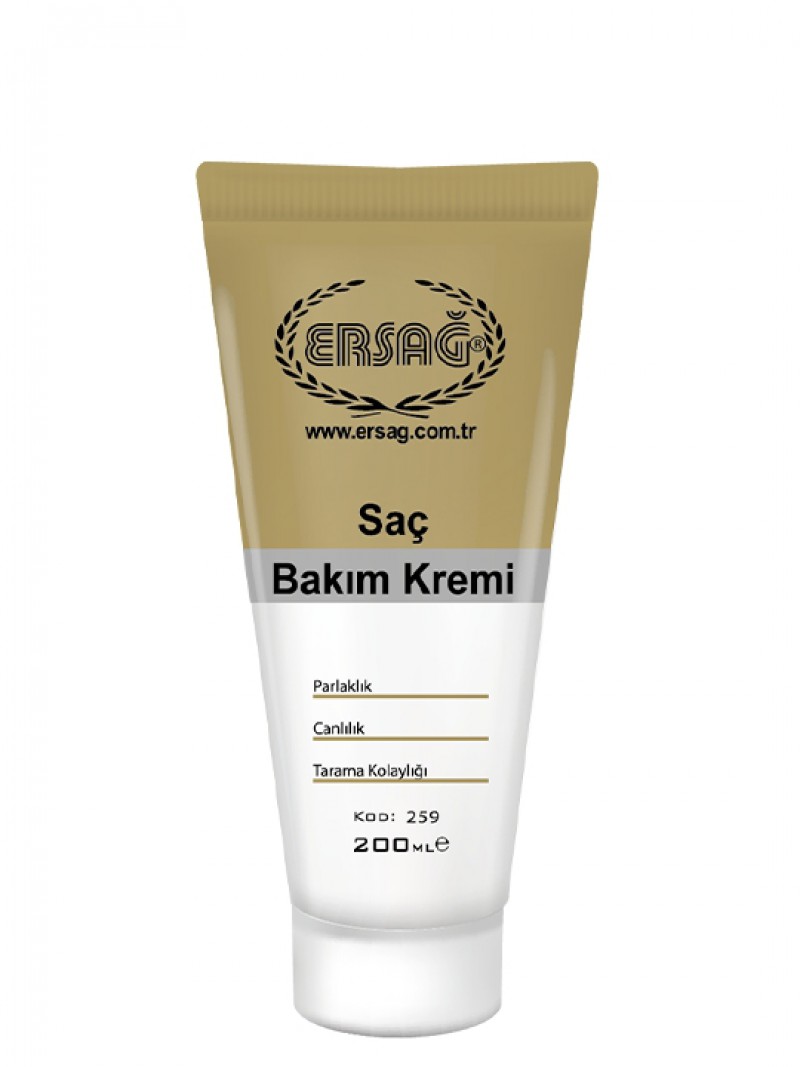 ERSAĞ®
www.ersag.com.tr
Saç
Bakım Kremi
Parlaklık
Canlılık
Tarama Kolaylığı
Kod: 259
200ML℮